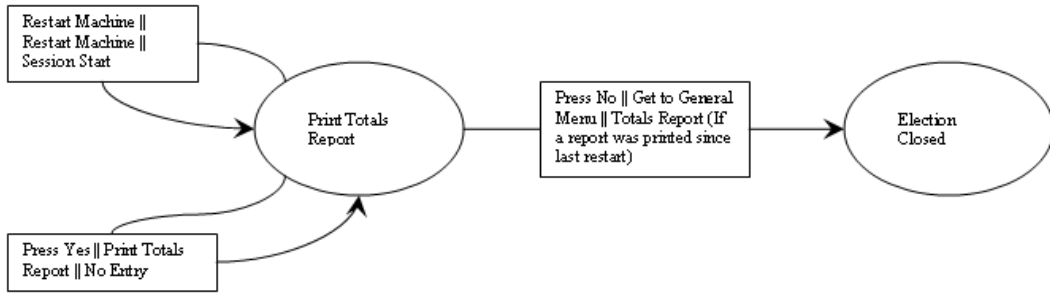 Restart Machine ||
Restart Machine ||
Session Start
Print Totals
Report
Press No || Get to General
Menu || Totals Report (If
a report was printed since
last restart)
Election
Closed
Press Yes || Print Totals
Report || No Entry